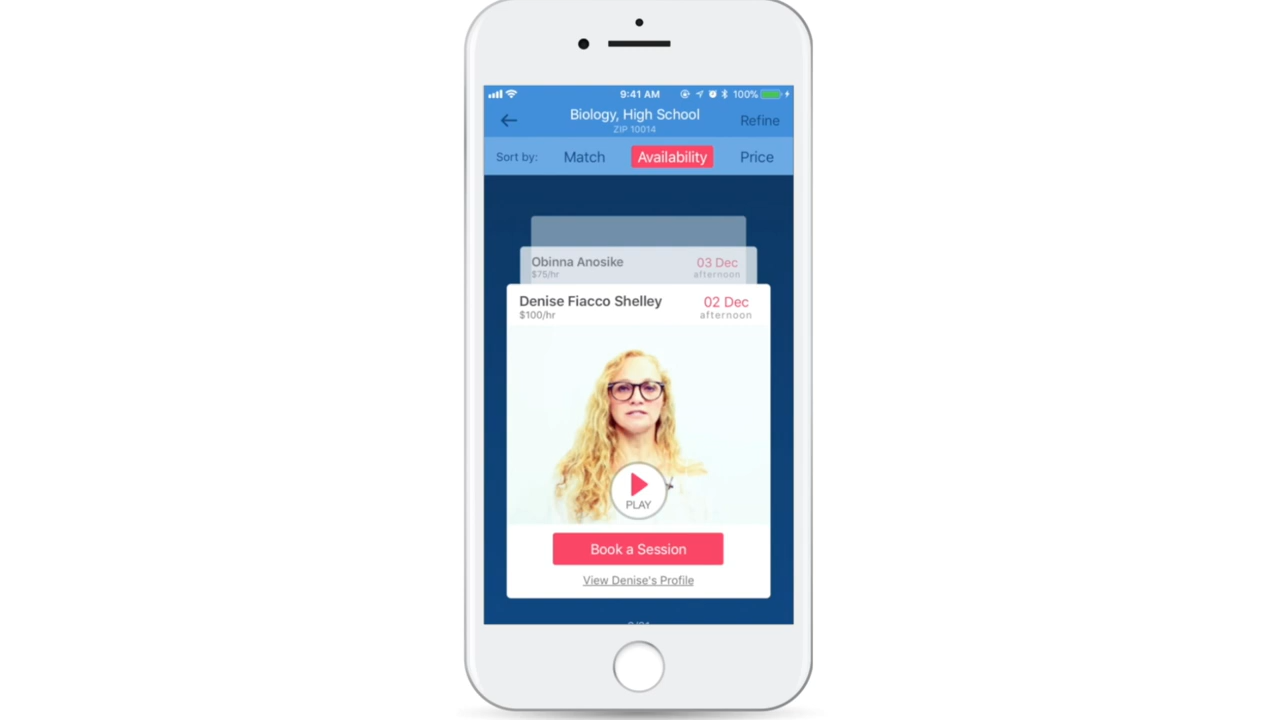 9:41 AM 100%
Biology, High School
ZIP 10014
Refine
Sort by: Match Availability Price
Obinna Anosike 03 Dec
$75/hr afternoon
Denise Fiacco Shelley 02 Dec
$100/hr afternoon
PLAY
Book a Session
View Denise's Profile